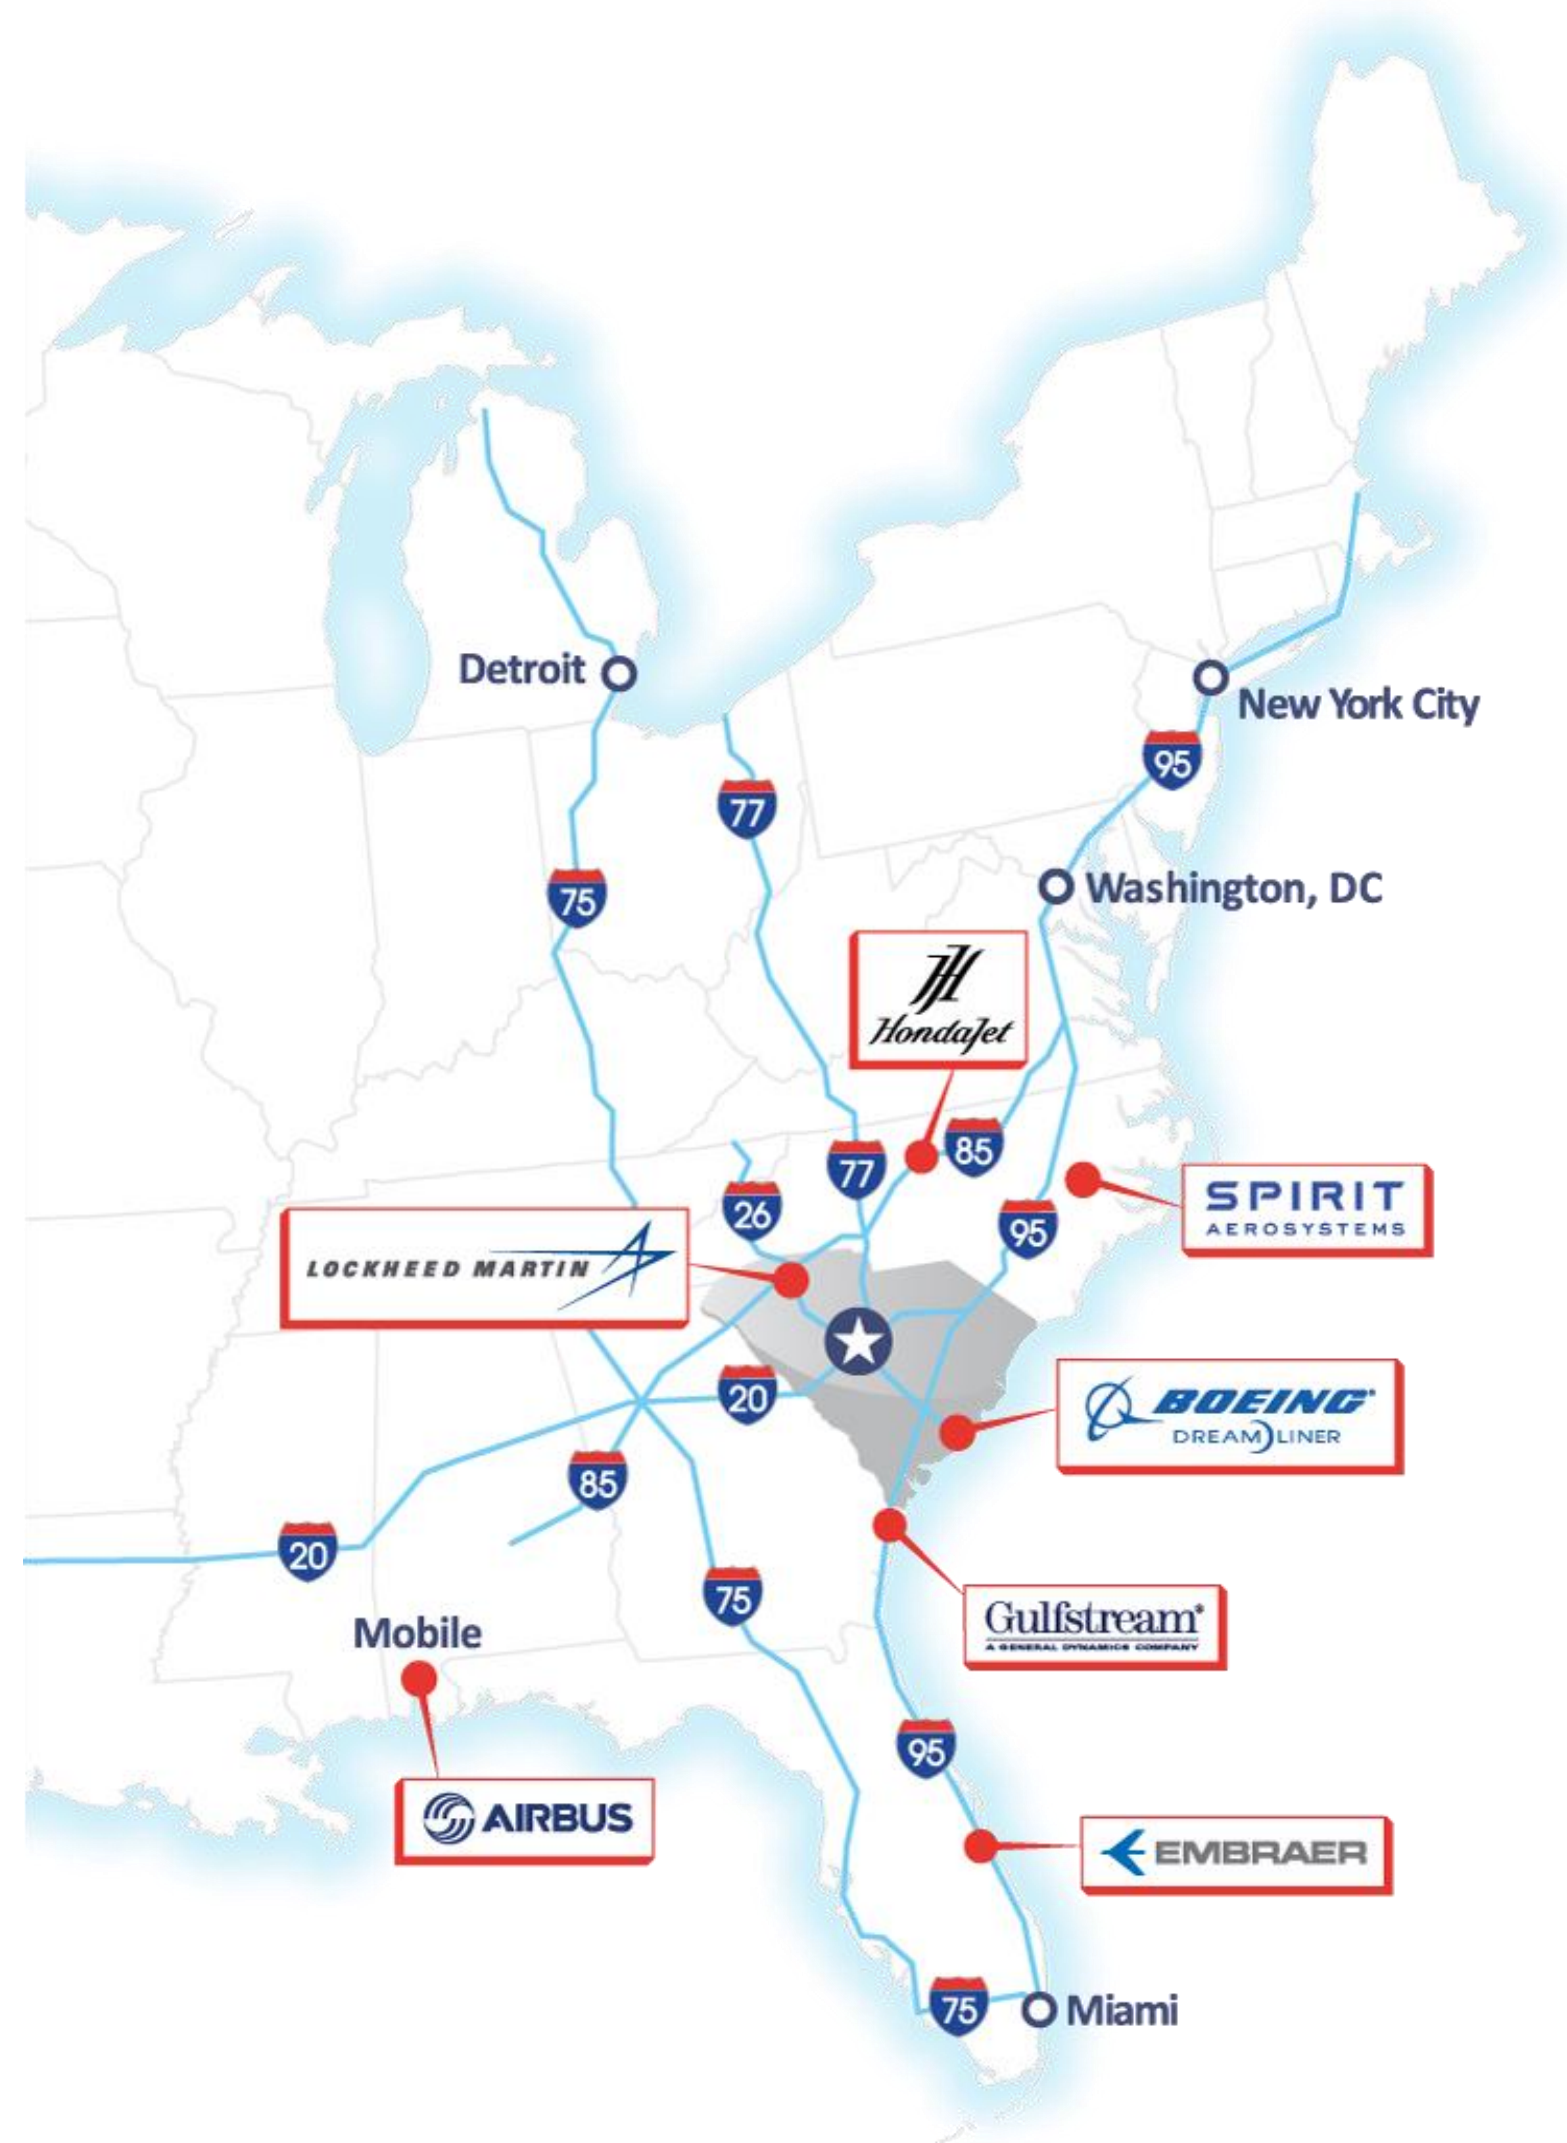 Detroit
New York City
95
77
Washington, DC
75
HondaJet
85
77
SPIRIT
AEROSYSTEMS
26
95
LOCKHEED MARTIN
BOEING®
DREAMLINER
20
85
20
75
Gulfstream®
A GENERAL DYNAMICS COMPANY
Mobile
95
AIRBUS
EMBRAER
75
Miami